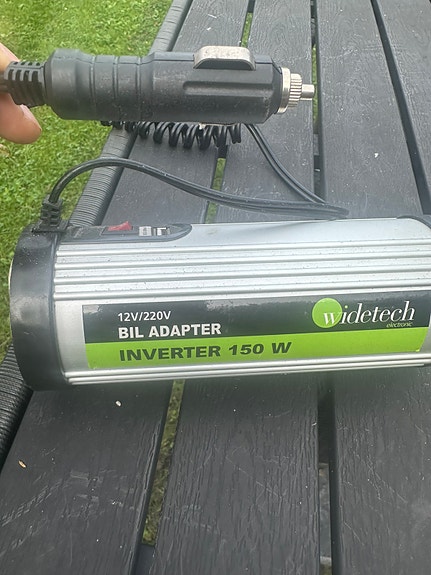 12V/220V
BIL ADAPTER
INVERTER 150 W
widetech
electronic